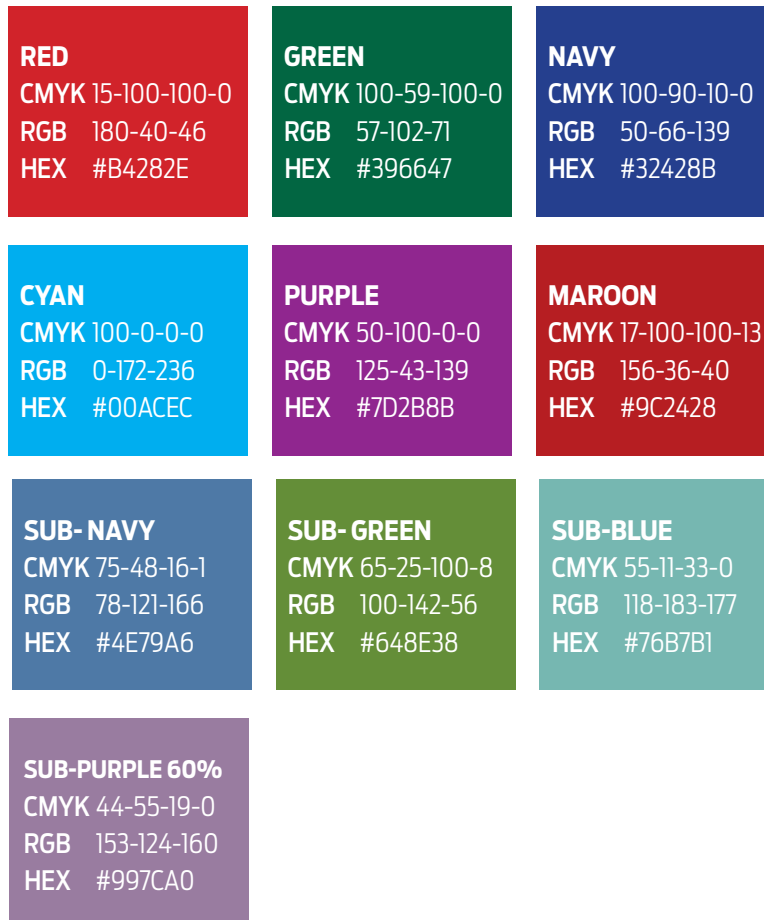 RED
CMYK 15-100-100-0
RGB 180-40-46
HEX #B4282E
GREEN
CMYK 100-59-100-0
RGB 57-102-71
HEX #396647
NAVY
CMYK 100-90-10-0
RGB 50-66-139
HEX #32428B
CYAN
CMYK 100-0-0-0
RGB 0-172-236
HEX #00ACEC
PURPLE
CMYK 50-100-0-0
RGB 125-43-139
HEX #7D2B8B
MAROON
CMYK 17-100-100-13
RGB 156-36-40
HEX #9C2428
SUB- NAVY
CMYK 75-48-16-1
RGB 78-121-166
HEX #4E79A6
SUB- GREEN
CMYK 65-25-100-8
RGB 100-142-56
HEX #648E38
SUB-BLUE
CMYK 55-11-33-0
RGB 118-183-177
HEX #76B7B1
SUB-PURPLE 60%
CMYK 44-55-19-0
RGB 153-124-160
HEX #997CA0